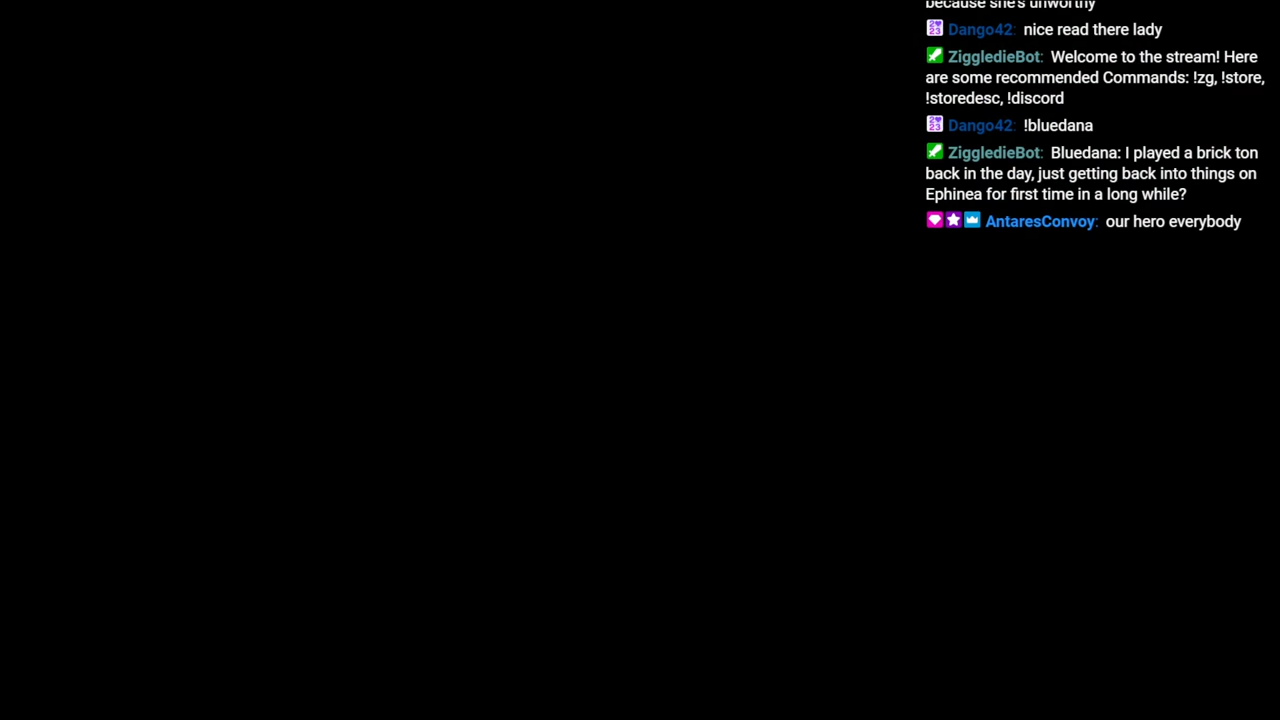 because she's unworthy
Dango42: nice read there lady
ZiggledieBot: Welcome to the stream! Here
are some recommended Commands: !zg, !store,
!storedesc, !discord
Dango42: !bluedana
ZiggledieBot: Bluedana: I played a brick ton
back in the day, just getting back into things on
Ephinea for first time in a long while?
AntaresConvoy: our hero everybody